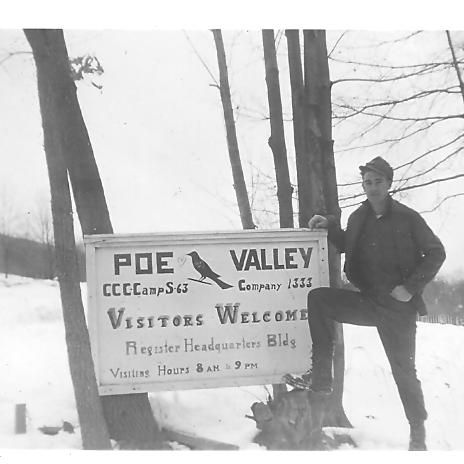 POE VALLEY
CCC Camp S-63 Company 1333
VISITORS WELCOME
Register Headquarters Bldg
Visiting Hours 8 AM to 9 PM